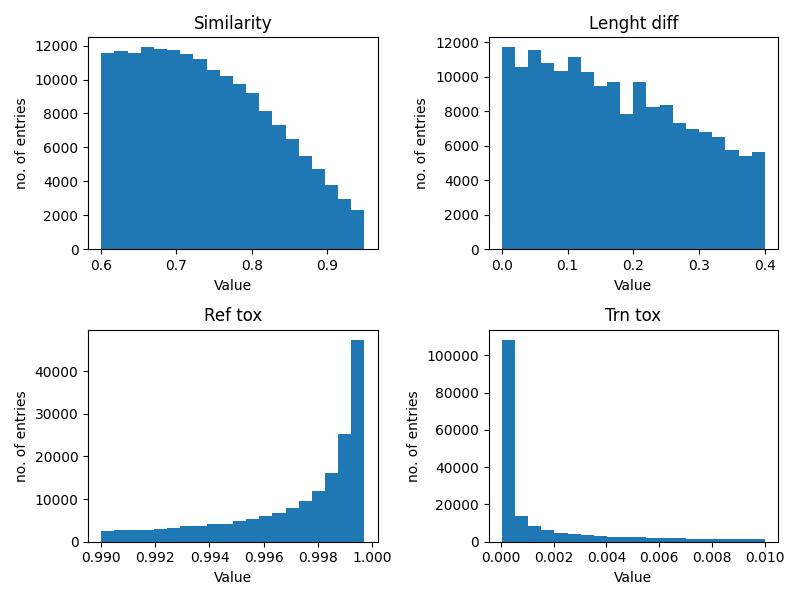 Similarity
no. of entries
12000
10000
8000
6000
4000
2000
0
0.6 0.7 0.8 0.9
Value
Lenght diff
no. of entries
12000
10000
8000
6000
4000
2000
0
0.0 0.1 0.2 0.3 0.4
Value
Ref tox
no. of entries
40000
30000
20000
10000
0
0.990 0.992 0.994 0.996 0.998 1.000
Value
Trn tox
no. of entries
100000
80000
60000
40000
20000
0
0.000 0.002 0.004 0.006 0.008 0.010
Value